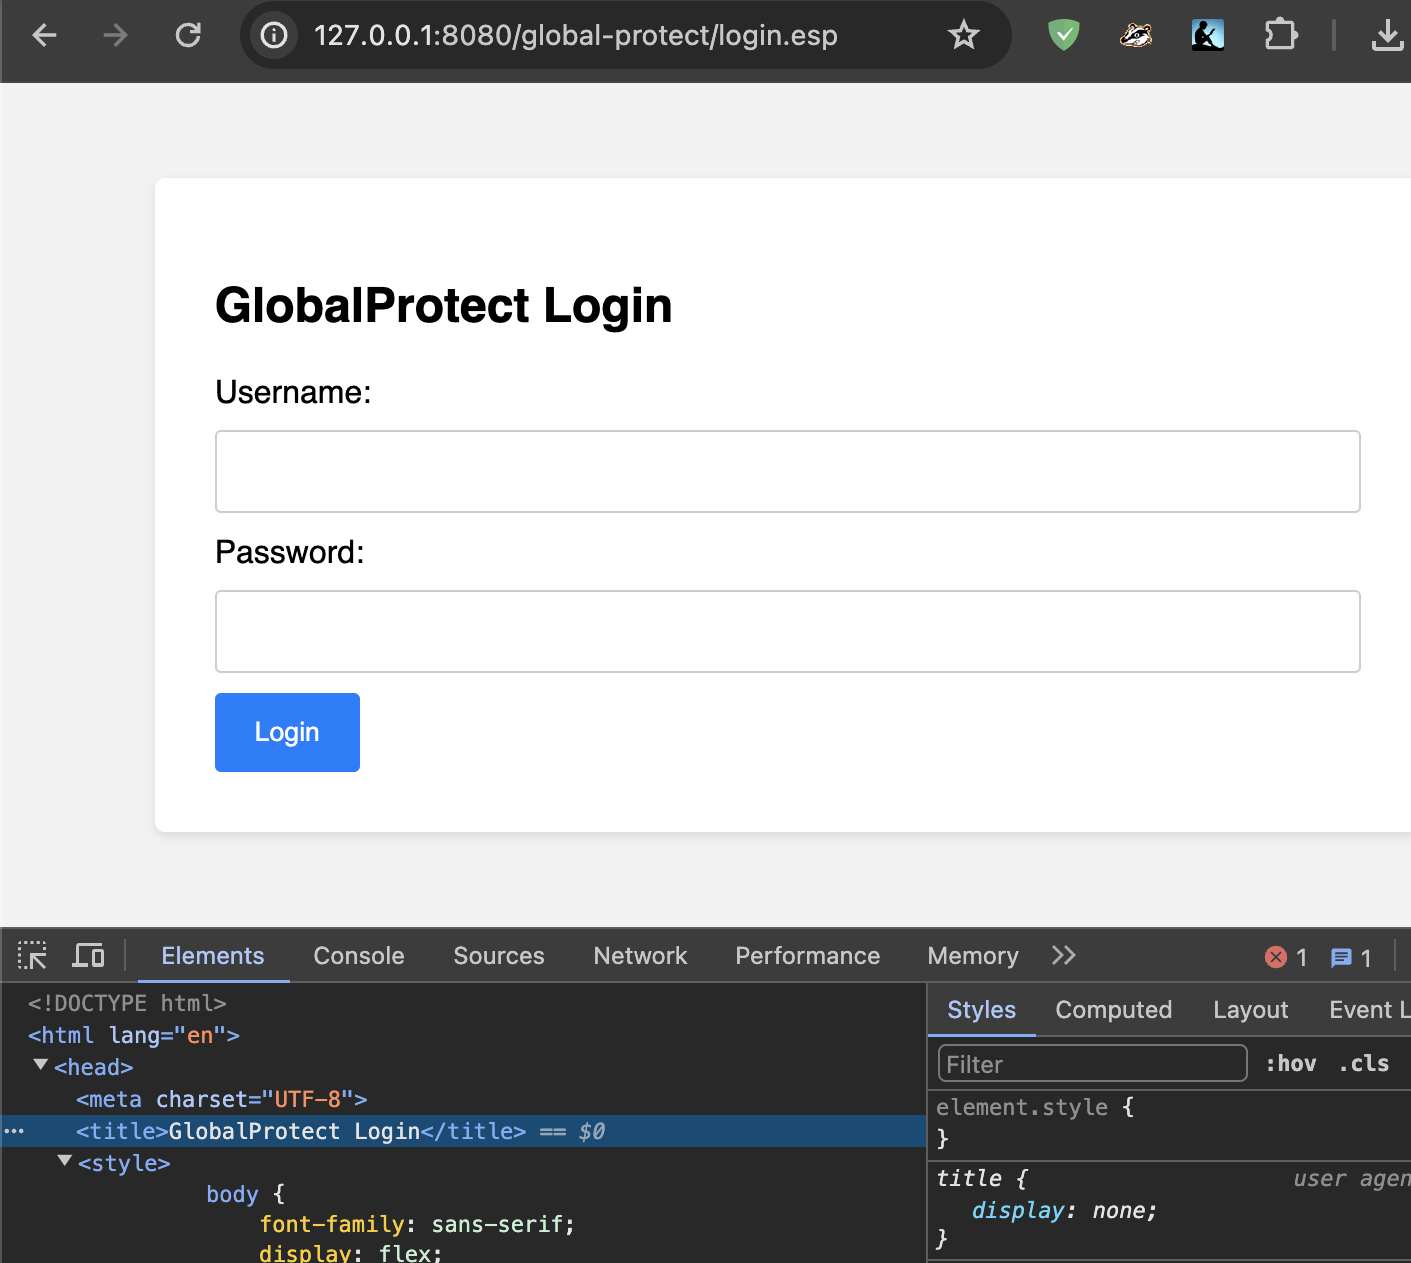 127.0.0.1:8080/global-protect/login.esp
GlobalProtect Login
Username:
Password:
Login
Elements Console Sources Network Performance Memory 1 1
<!DOCTYPE html>
<html lang="en">
<head>
<meta charset="UTF-8">
<title>GlobalProtect Login</title> == $0
<style>
body {
font-family: sans-serif;
display: flex;
Styles Computed Layout Event L
Filter :hov .cls
element.style {
}
title { user agen
display: none;
}